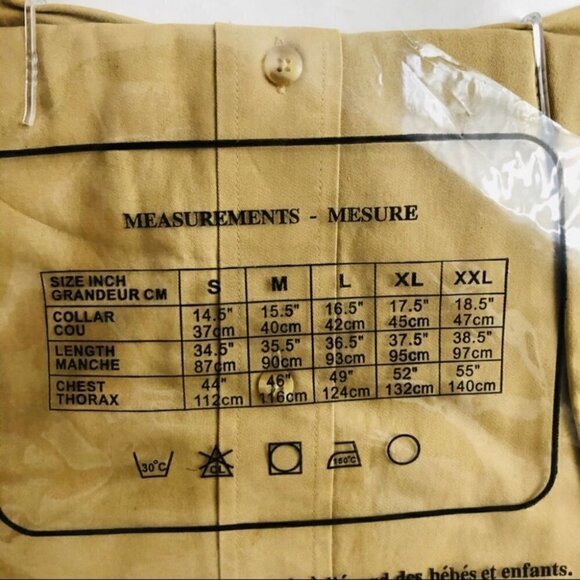 MEASUREMENTS - MESURE
SIZE INCH S M L XL XXL
GRANDEUR CM
COLLAR 14.5" 15.5" 16.5" 17.5" 18.5"
COU 37cm 40cm 42cm 45cm 47cm
LENGTH 34.5" 35.5" 36.5" 37.5" 38.5"
MANCHE 87cm 90cm 93cm 95cm 97cm
CHEST 44" 46" 49" 52" 55"
THORAX 112cm 116cm 124cm 132cm 140cm
30°C CL 150°C
des bébés et enfants.